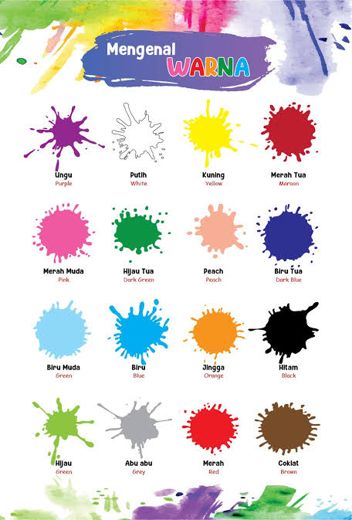 Mengenal
WARNA
Ungu
Purple
Putih
White
Kuning
Yellow
Merah Tua
Maroon
Merah Muda
Pink
Hijau Tua
Dark Green
Peach
Peach
Biru Tua
Dark Blue
Biru Muda
Green
Biru
Blue
Jingga
Orange
Hitam
Black
Hijau
Green
Abu abu
Grey
Merah
Red
Coklat
Brown